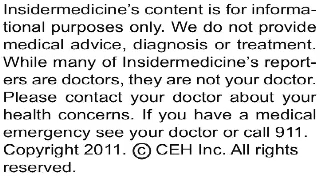 Insidermedicine's content is for informa-
tional purposes only. We do not provide
medical advice, diagnosis or treatment.
While many of Insidermedicine's report-
ers are doctors, they are not your doctor.
Please contact your doctor about your
health concerns. If you have a medical
emergency see your doctor or call 911.
Copyright 2011. © CEH Inc. All rights
reserved.